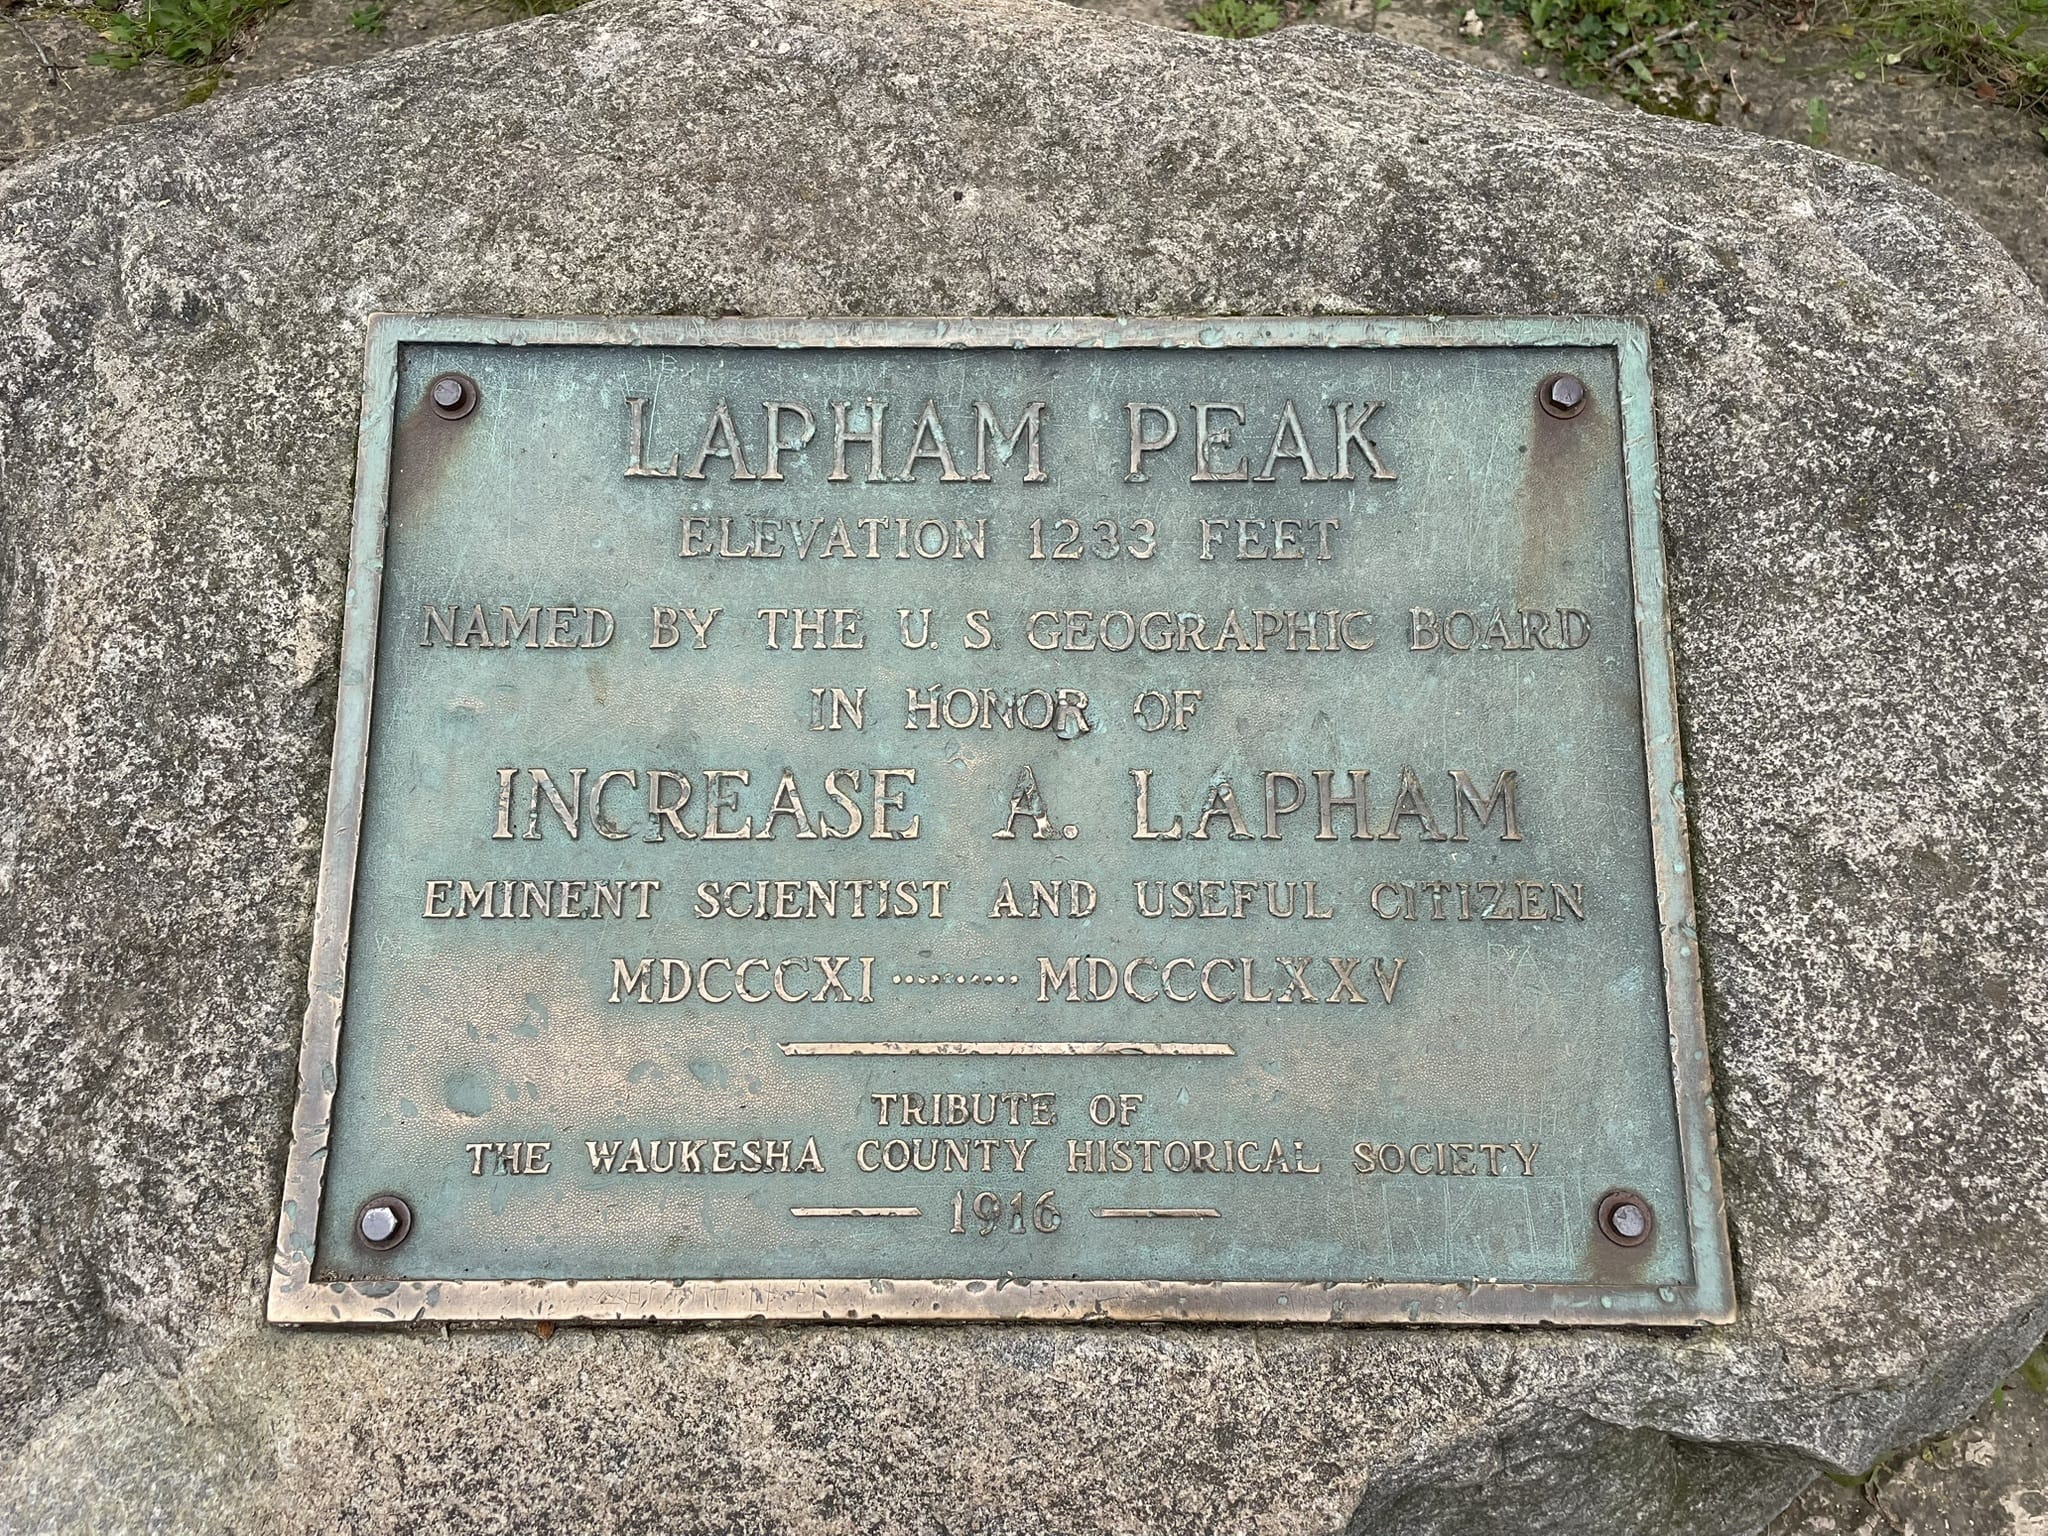 LAPHAM PEAK
ELEVATION 1233 FEET
NAMED BY THE U. S. GEOGRAPHIC BOARD
IN HONOR OF
INCREASE A. LAPHAM
EMINENT SCIENTIST AND USEFUL CITIZEN
MDCCCXI .......... MDCCCLXXV
TRIBUTE OF
THE WAUKESHA COUNTY HISTORICAL SOCIETY
1916